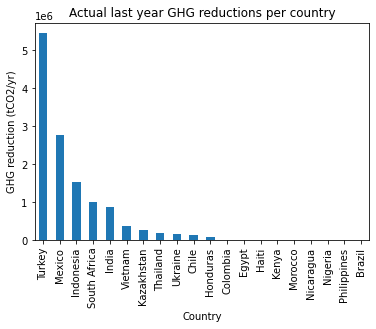 Actual last year GHG reductions per country
1e6
GHG reduction (tCO2/yr)
5
4
3
2
1
0
Turkey
Mexico
Indonesia
South Africa
India
Vietnam
Kazakhstan
Thailand
Ukraine
Chile
Honduras
Colombia
Egypt
Haiti
Kenya
Morocco
Nicaragua
Nigeria
Philippines
Brazil
Country